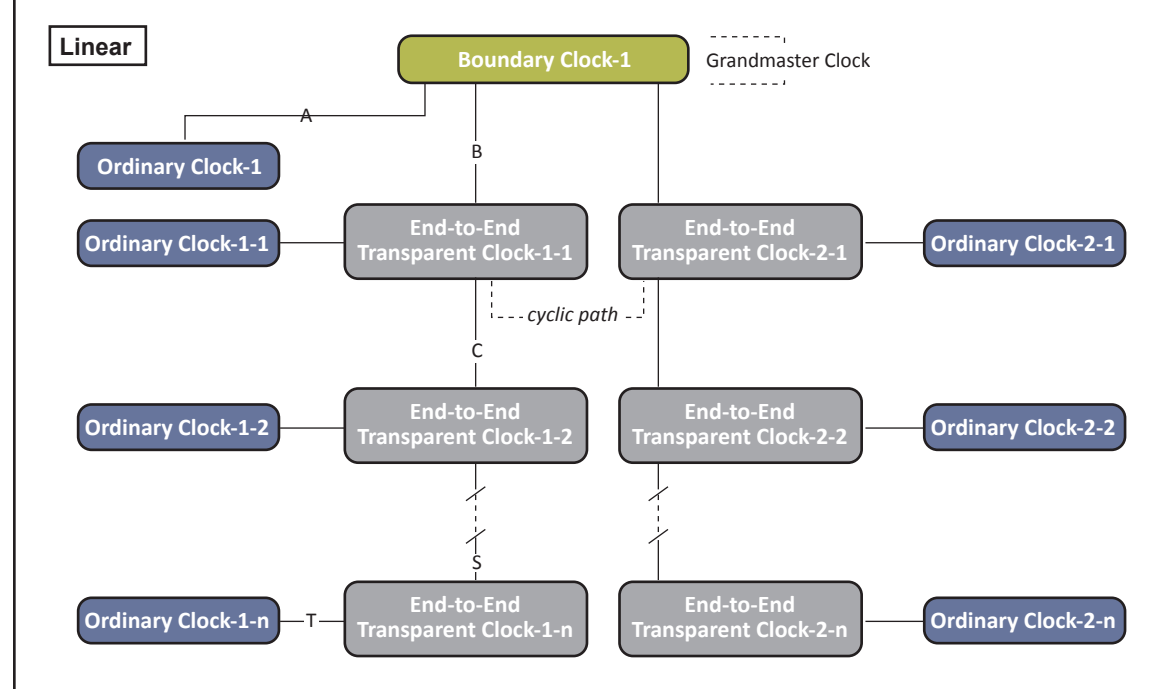 Linear
Boundary Clock-1
Grandmaster Clock
A
Ordinary Clock-1
B
Ordinary Clock-1-1
End-to-End
Transparent Clock-1-1
End-to-End
Transparent Clock-2-1
Ordinary Clock-2-1
cyclic path
C
Ordinary Clock-1-2
End-to-End
Transparent Clock-1-2
End-to-End
Transparent Clock-2-2
Ordinary Clock-2-2
S
Ordinary Clock-1-n
T
End-to-End
Transparent Clock-1-n
End-to-End
Transparent Clock-2-n
Ordinary Clock-2-n